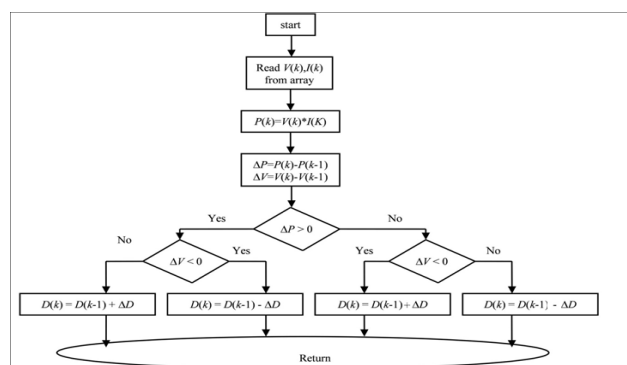 start
Read V(k),I(k)
from array
P(k)=V(k)*I(K)
ΔP=P(k)-P(k-1)
ΔV=V(k)-V(k-1)
Yes
No
ΔP > 0
No
Yes
Yes
No
ΔV < 0
ΔV < 0
D(k) = D(k-1) + ΔD
D(k) = D(k-1) - ΔD
D(k) = D(k-1)+ΔD
D(k) = D(k-1} - ΔD
Return